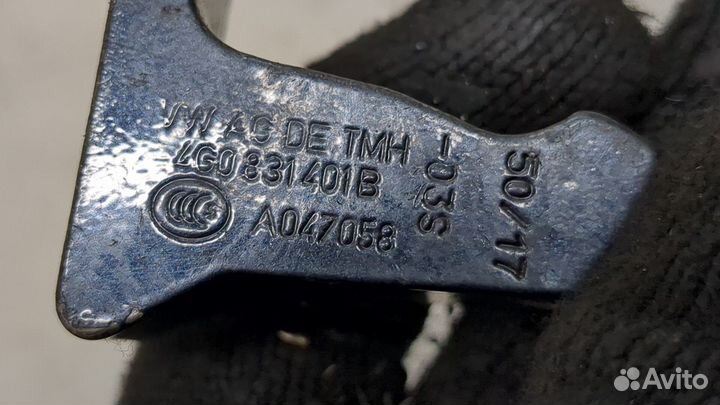 VW AG DE TMH
4G0831401B
A047058
-03S
50/17
Avito